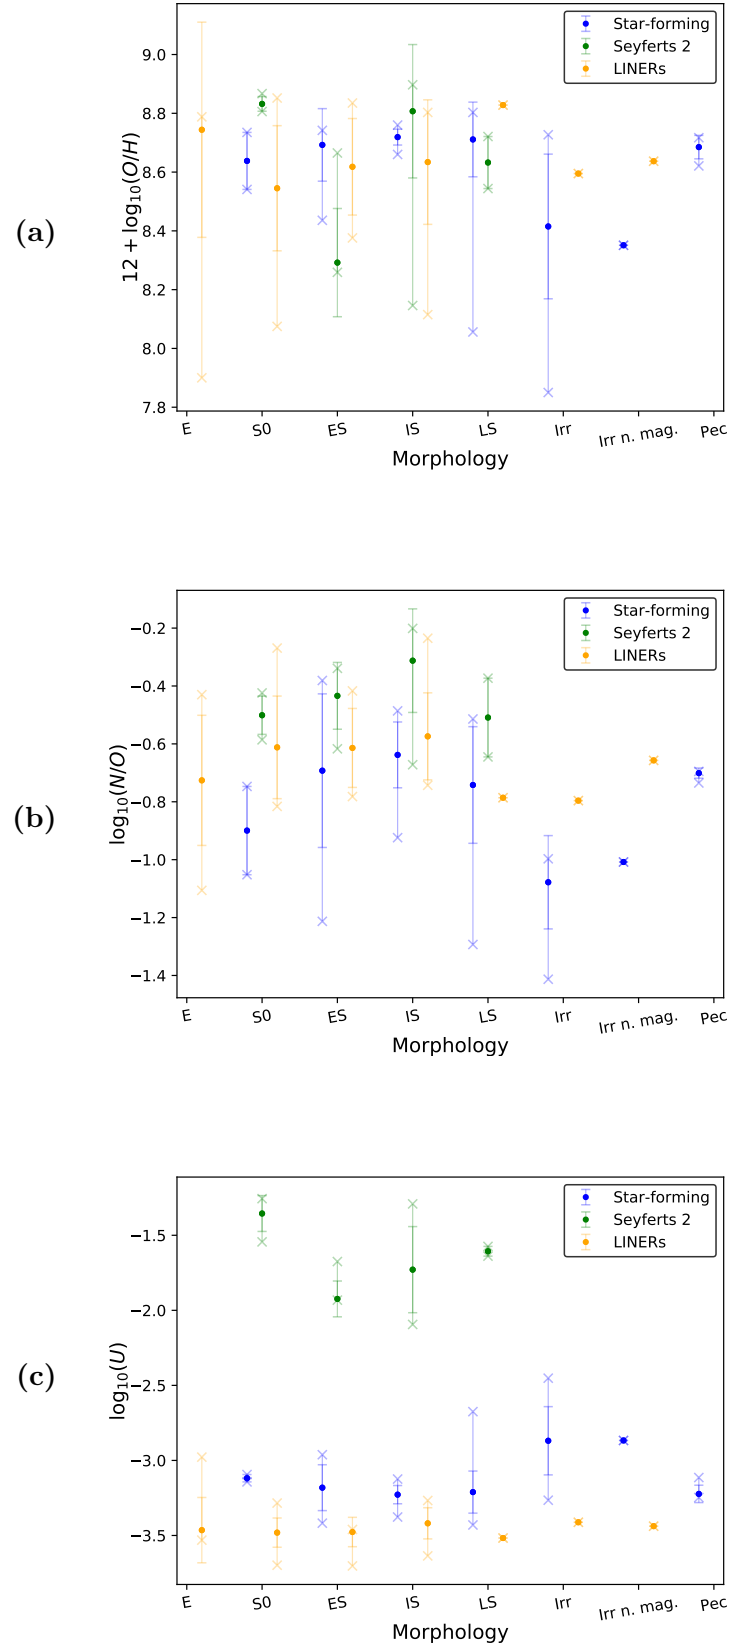 (a)
12 + log₁₀(O/H)
9.0
8.8
8.6
8.4
8.2
8.0
7.8
Star-forming
Seyferts 2
LINERs
E S0 ES IS LS Irr Irr n. mag. Pec
Morphology
(b)
log₁₀(N/O)
−0.2
−0.4
−0.6
−0.8
−1.0
−1.2
−1.4
Star-forming
Seyferts 2
LINERs
E S0 ES IS LS Irr Irr n. mag. Pec
Morphology
(c)
log₁₀(U)
−1.5
−2.0
−2.5
−3.0
−3.5
Star-forming
Seyferts 2
LINERs
E S0 ES IS LS Irr Irr n. mag. Pec
Morphology